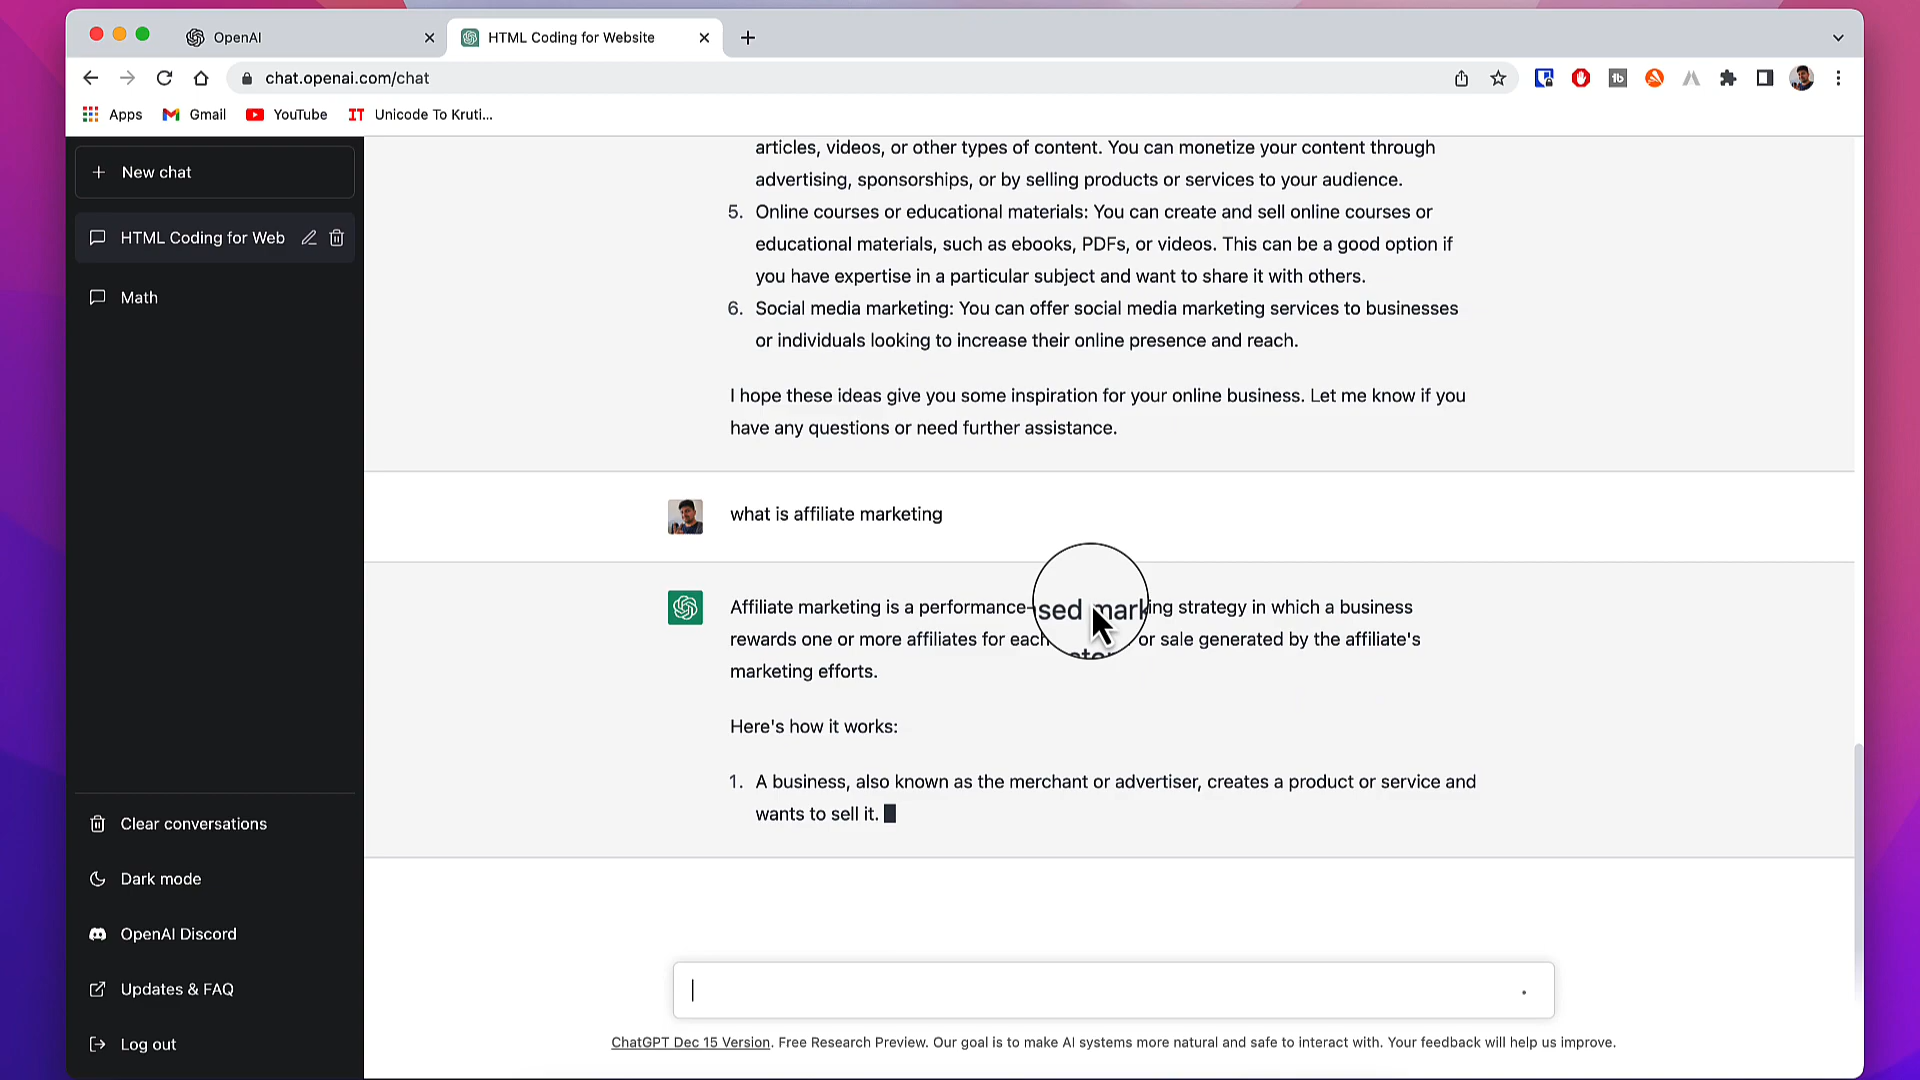 OpenAI
HTML Coding for Website
chat.openai.com/chat
Apps
Gmail
YouTube
IT Unicode To Kruti...
New chat
HTML Coding for Web
Math
articles, videos, or other types of content. You can monetize your content through
advertising, sponsorships, or by selling products or services to your audience.
5. Online courses or educational materials: You can create and sell online courses or
educational materials, such as ebooks, PDFs, or videos. This can be a good option if
you have expertise in a particular subject and want to share it with others.
6. Social media marketing: You can offer social media marketing services to businesses
or individuals looking to increase their online presence and reach.
I hope these ideas give you some inspiration for your online business. Let me know if you
have any questions or need further assistance.
what is affiliate marketing
Affiliate marketing is a performance-sed marketing strategy in which a business
rewards one or more affiliates for each or sale generated by the affiliate's
marketing efforts.
Here's how it works:
1. A business, also known as the merchant or advertiser, creates a product or service and
wants to sell it.
Clear conversations
Dark mode
OpenAI Discord
Updates & FAQ
Log out
ChatGPT Dec 15 Version. Free Research Preview. Our goal is to make AI systems more natural and safe to interact with. Your feedback will help us improve.